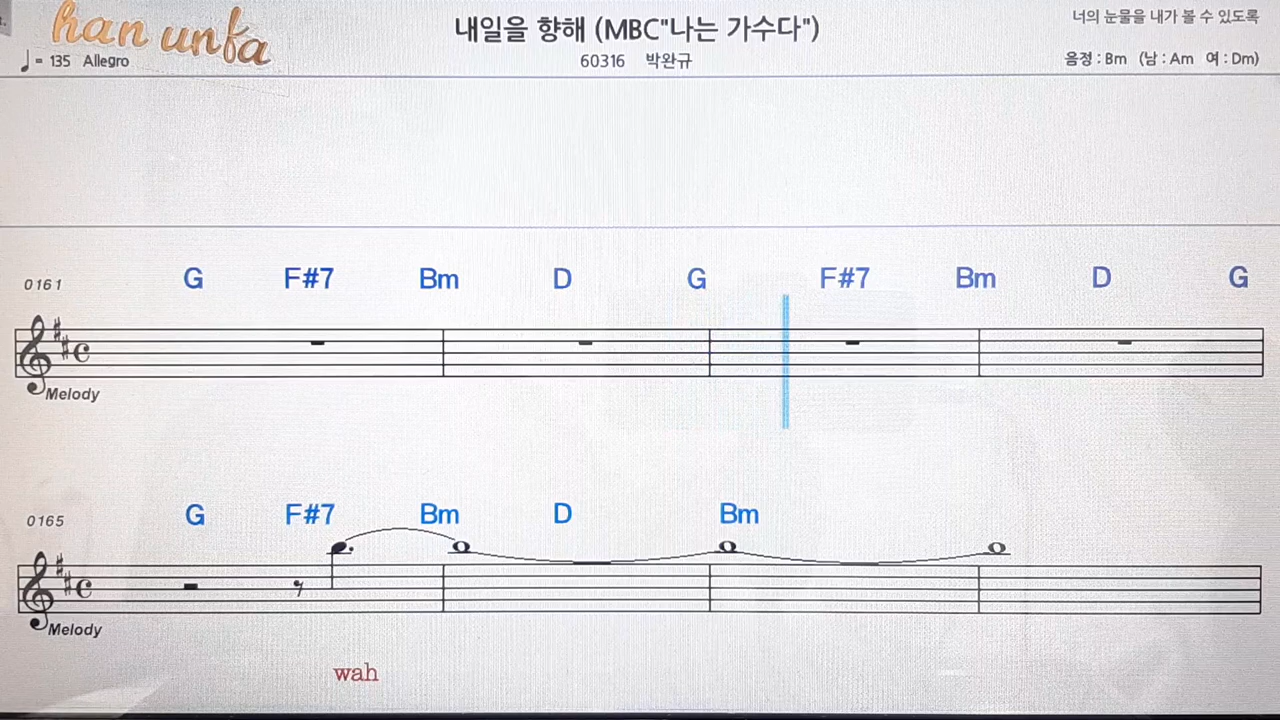 han unfa
내일을 향해 (MBC"나는 가수다")
너의 눈물을 내가 볼 수 있도록
= 135 Allegro
60316 박완규
음정 : Bm (남 : Am 여 : Dm)
G F#7 Bm D G F#7 Bm D G
0161
Melody
G F#7 Bm D Bm
0165
Melody
wah